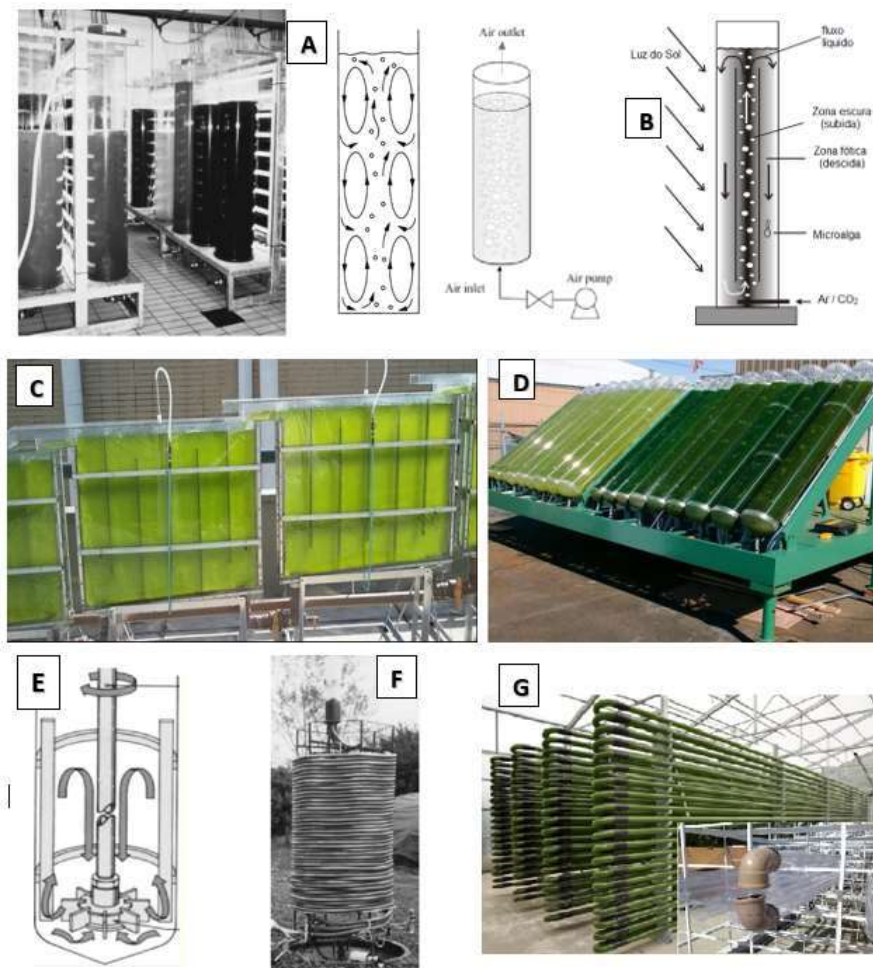 A
Air outlet
Air inlet
Air pump
B
Luz do Sol
fluxo
líquido
Zona escura
(subida)
Zona fótica
(descida)
Microalga
Ar / CO₂
C
D
E
F
G